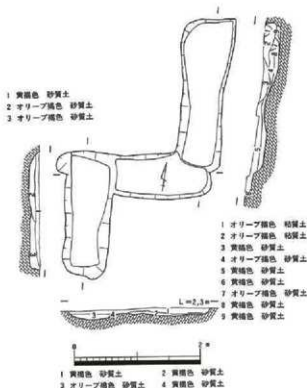 1 黄褐色 砂質土
2 オリーブ褐色 砂質土
3 オリーブ褐色 砂質土
1 オリーブ褐色 粘質土
2 オリーブ褐色 粘質土
3 黄褐色 砂質土
4 オリーブ褐色 砂質土
5 黄褐色 砂質土
6 黄褐色 砂質土
7 オリーブ褐色 砂質土
8 黄褐色 砂質土
9 黄褐色 砂質土
L=2.3m
0 2m
1 黄褐色 砂質土 2 黄褐色 砂質土
3 オリーブ褐色 砂質土 4 黄褐色 砂質土